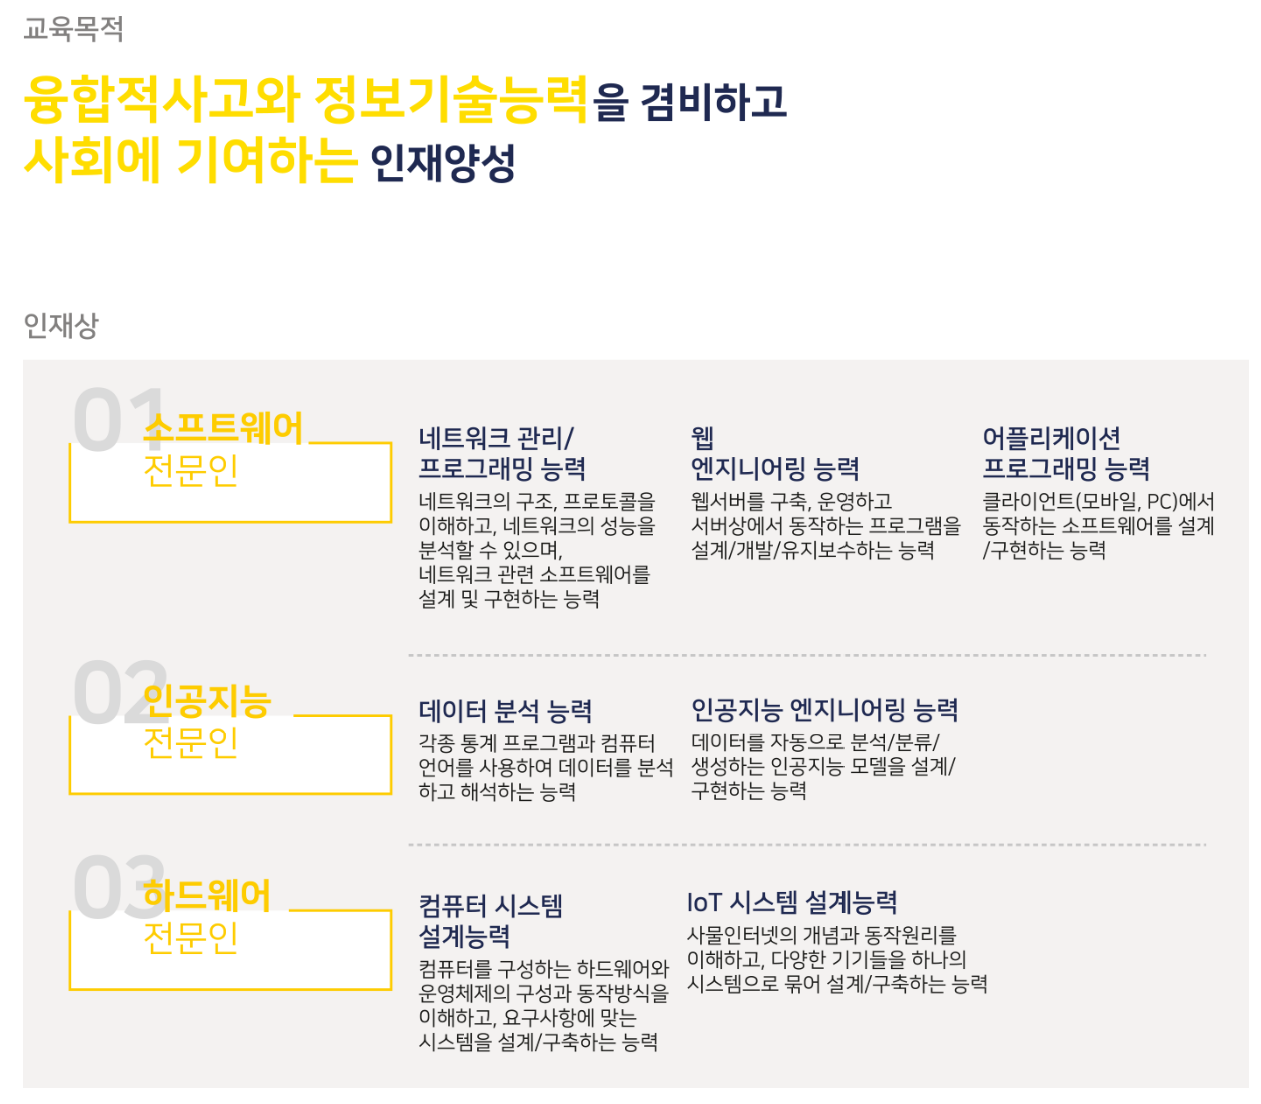 교육목적
융합적사고와 정보기술능력을 겸비하고
사회에 기여하는 인재양성
인재상
01
소프트웨어
전문인
네트워크 관리/
프로그래밍 능력
네트워크의 구조, 프로토콜을
이해하고, 네트워크의 성능을
분석할 수 있으며,
네트워크 관련 소프트웨어를
설계 및 구현하는 능력
웹
엔지니어링 능력
웹서버를 구축, 운영하고
서버상에서 동작하는 프로그램을
설계/개발/유지보수하는 능력
어플리케이션
프로그래밍 능력
클라이언트(모바일, PC)에서
동작하는 소프트웨어를 설계
/구현하는 능력
02
인공지능
전문인
데이터 분석 능력
각종 통계 프로그램과 컴퓨터
언어를 사용하여 데이터를 분석
하고 해석하는 능력
인공지능 엔지니어링 능력
데이터를 자동으로 분석/분류/
생성하는 인공지능 모델을 설계/
구현하는 능력
03
하드웨어
전문인
컴퓨터 시스템
설계능력
컴퓨터를 구성하는 하드웨어와
운영체제의 구성과 동작방식을
이해하고, 요구사항에 맞는
시스템을 설계/구축하는 능력
IoT 시스템 설계능력
사물인터넷의 개념과 동작원리를
이해하고, 다양한 기기들을 하나의
시스템으로 묶어 설계/구축하는 능력